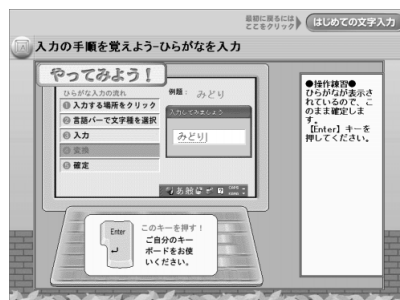 最初に戻るには
ここをクリック
はじめての文字入力
入力の手順を覚えよう-ひらがなを入力
やってみよう！
ひらがな入力の流れ
❶ 入力する場所をクリック
❷ 言語バーで文字種を選択
❸ 入力
❹ 変換
❺ 確定
例題： みどり
入力してみましょう
みどり
あ 般
CAPS
KANA
●操作練習●
ひらがなが表示さ
れているので、こ
のまま確定しま
す。
【Enter】キーを
押してください。
Enter
このキーを押す！
ご自分のキー
ボードをお使
いください。